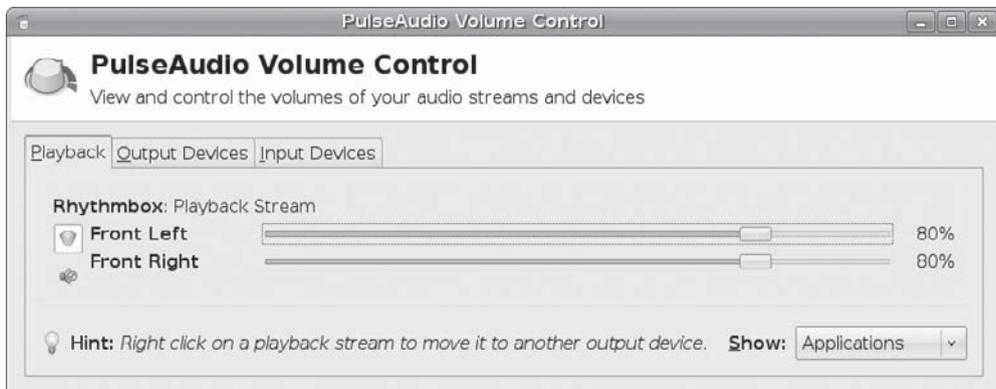 PulseAudio Volume Control
PulseAudio Volume Control
View and control the volumes of your audio streams and devices
Playback Output Devices Input Devices
Rhythmbox: Playback Stream
Front Left 80%
Front Right 80%
Hint: Right click on a playback stream to move it to another output device. Show: Applications